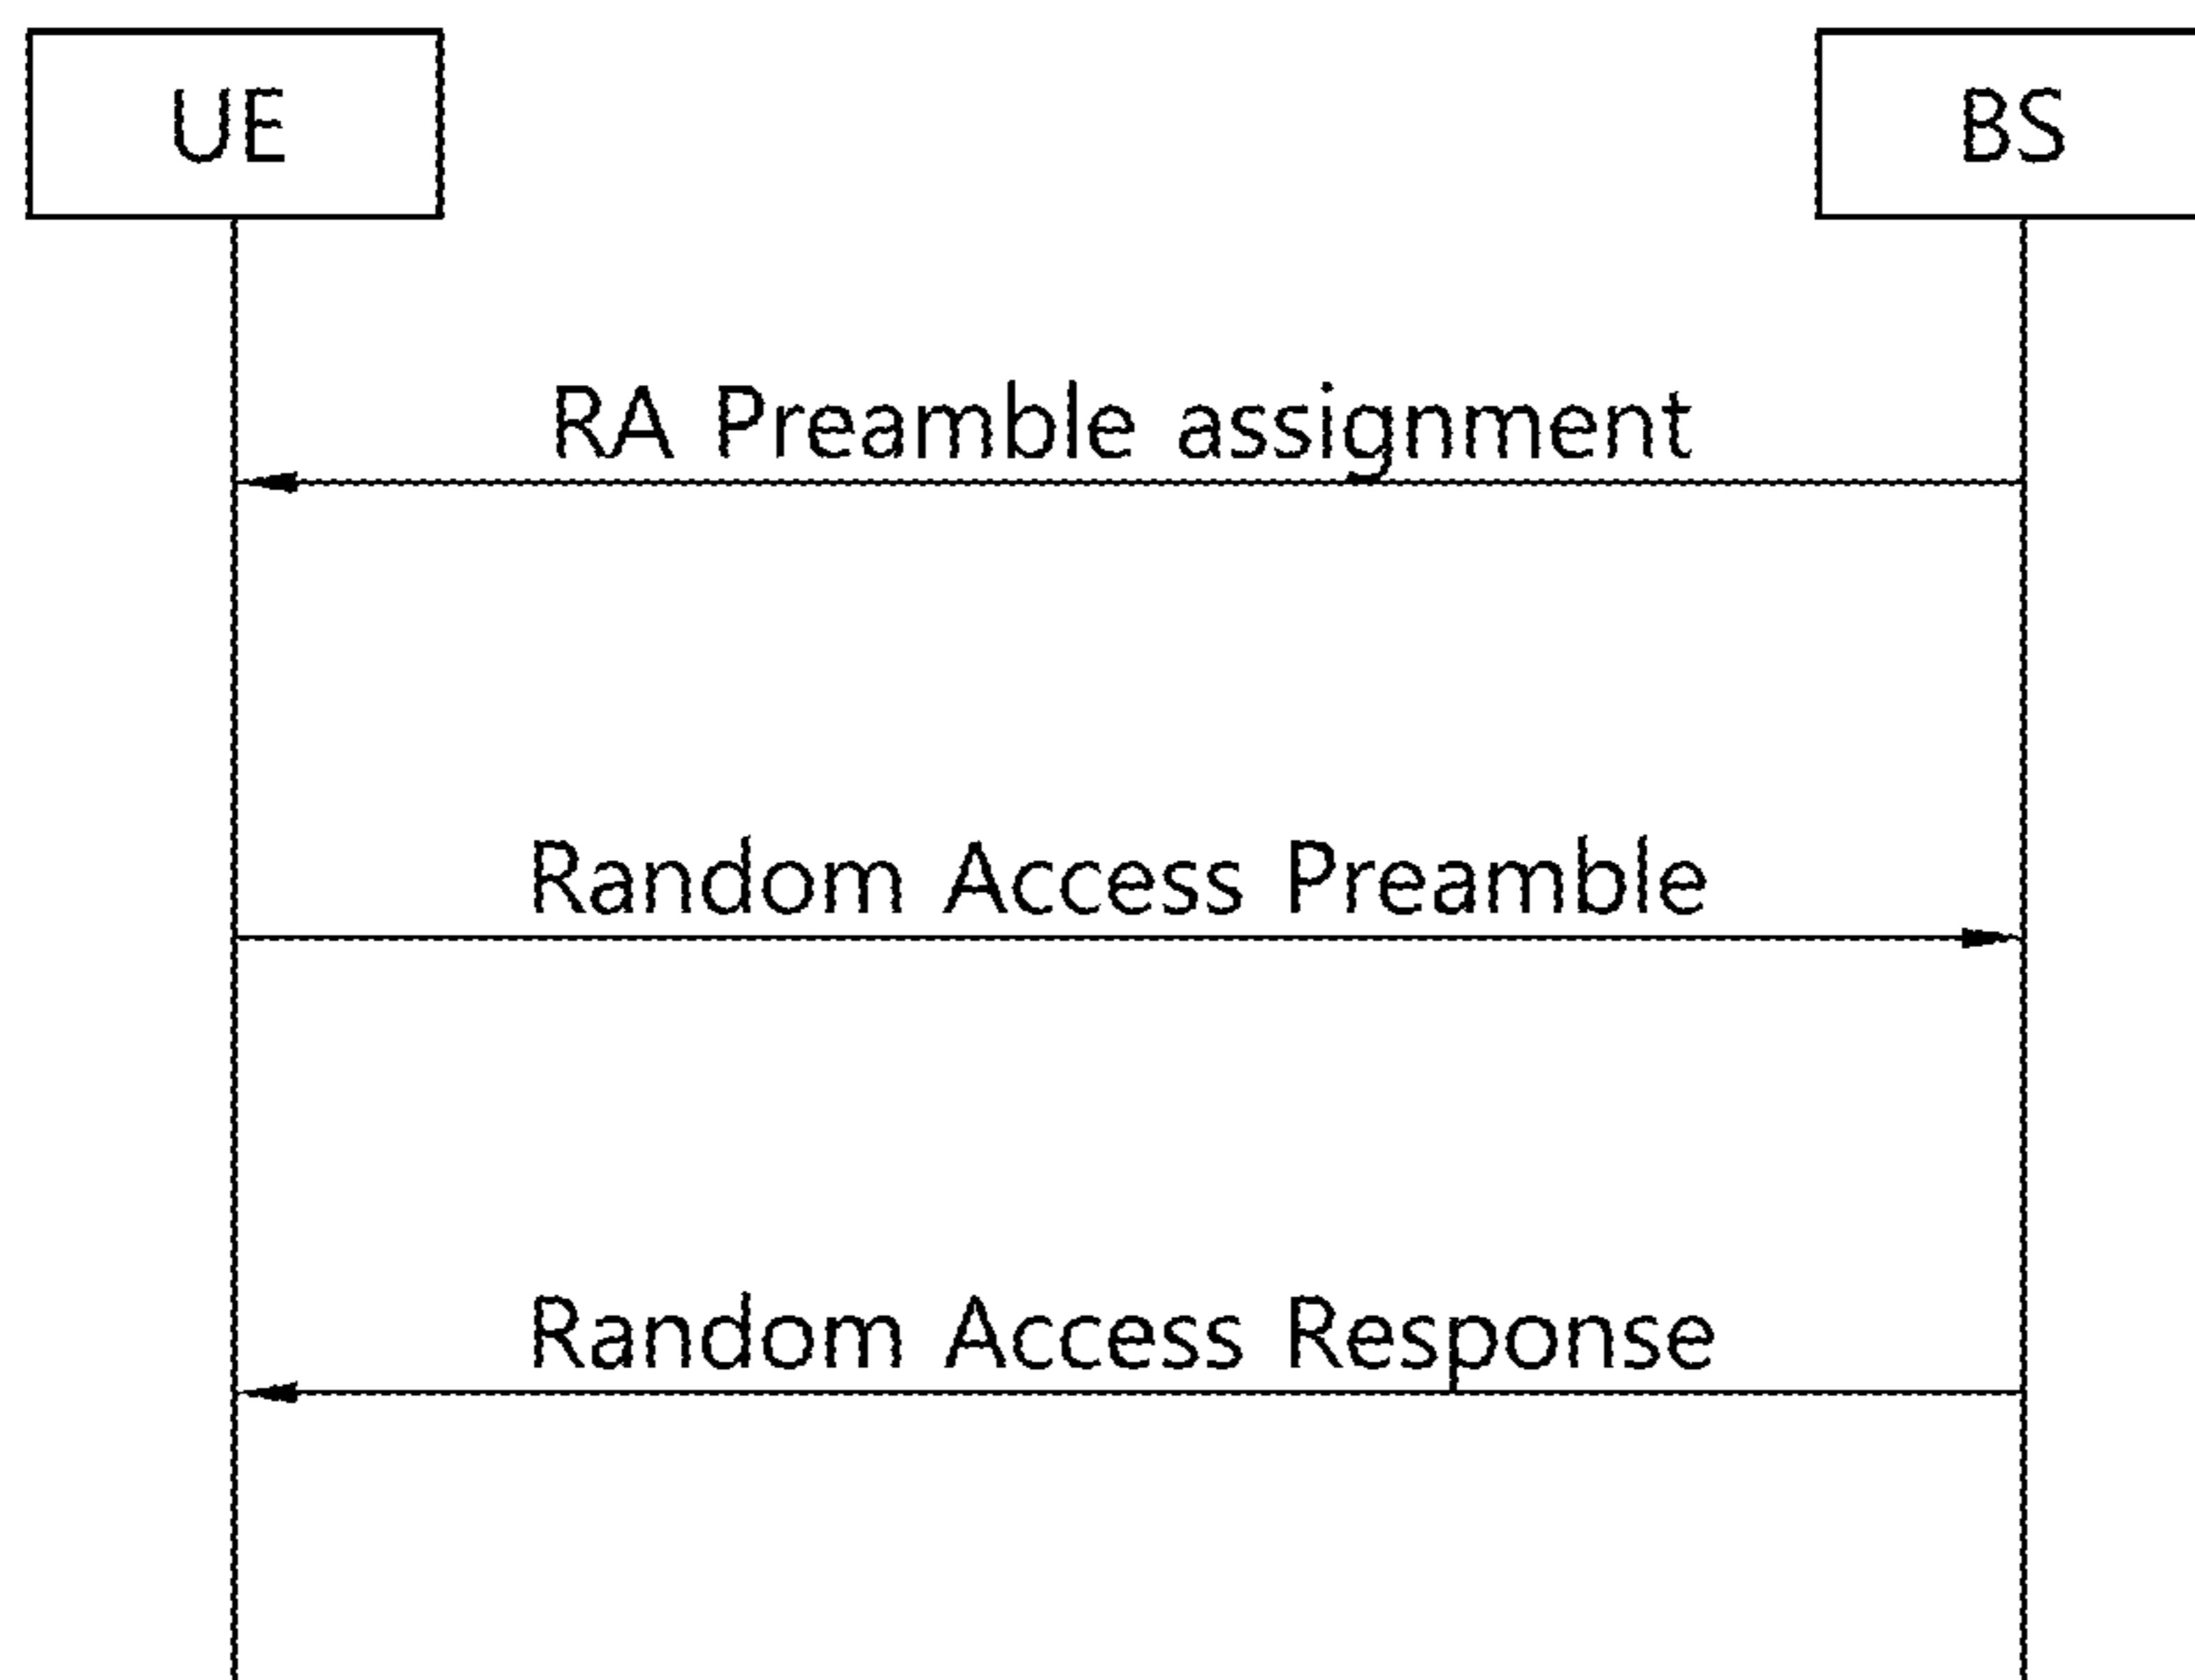 UE
BS
RA Preamble assignment
Random Access Preamble
Random Access Response